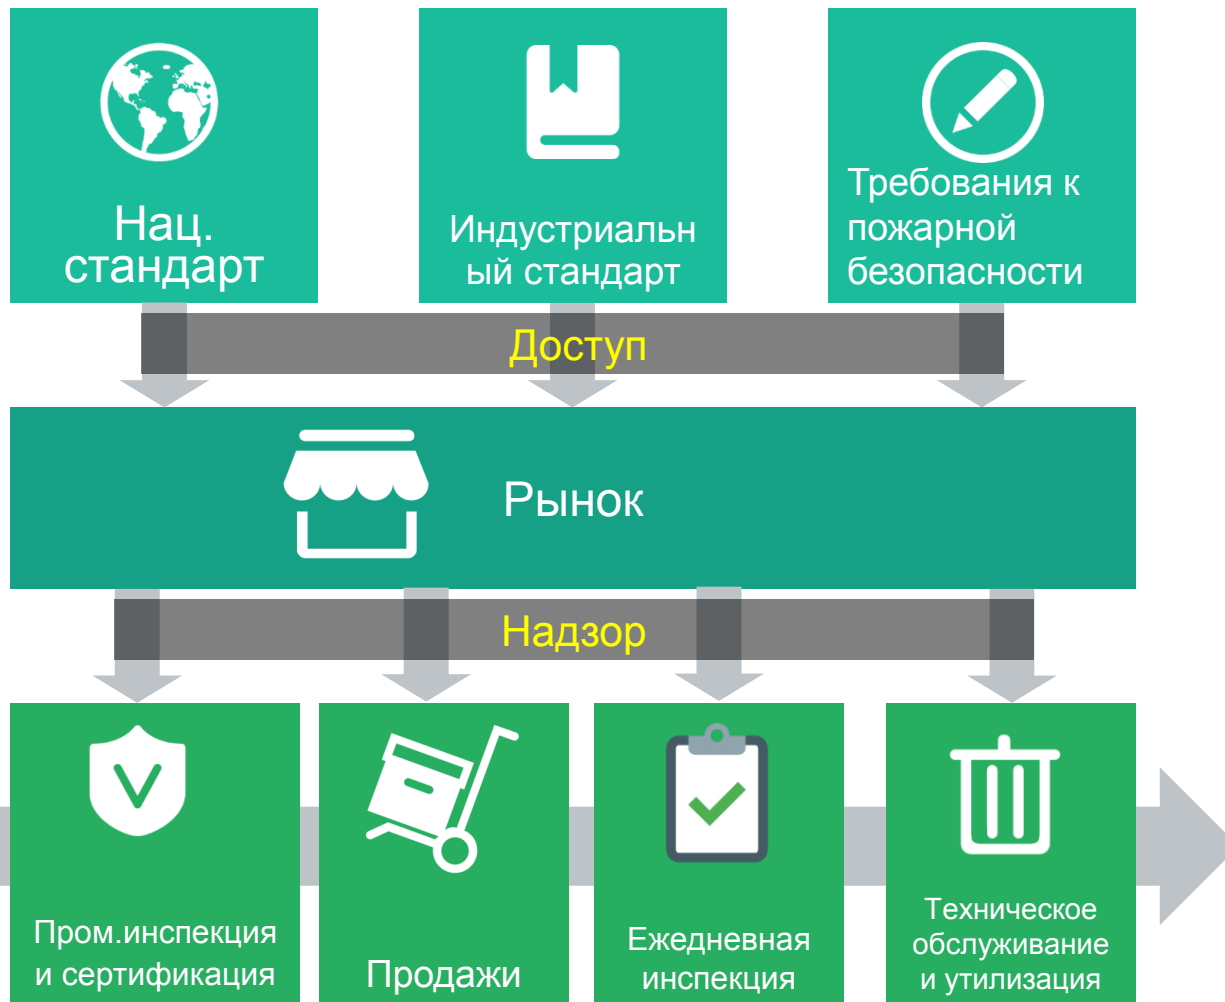 Нац.
стандарт
Индустриальн
ый стандарт
Требования к
пожарной
безопасности
Доступ
Рынок
Надзор
Пром.инспекция
и сертификация
Продажи
Ежедневная
инспекция
Техническое
обслуживание
и утилизация